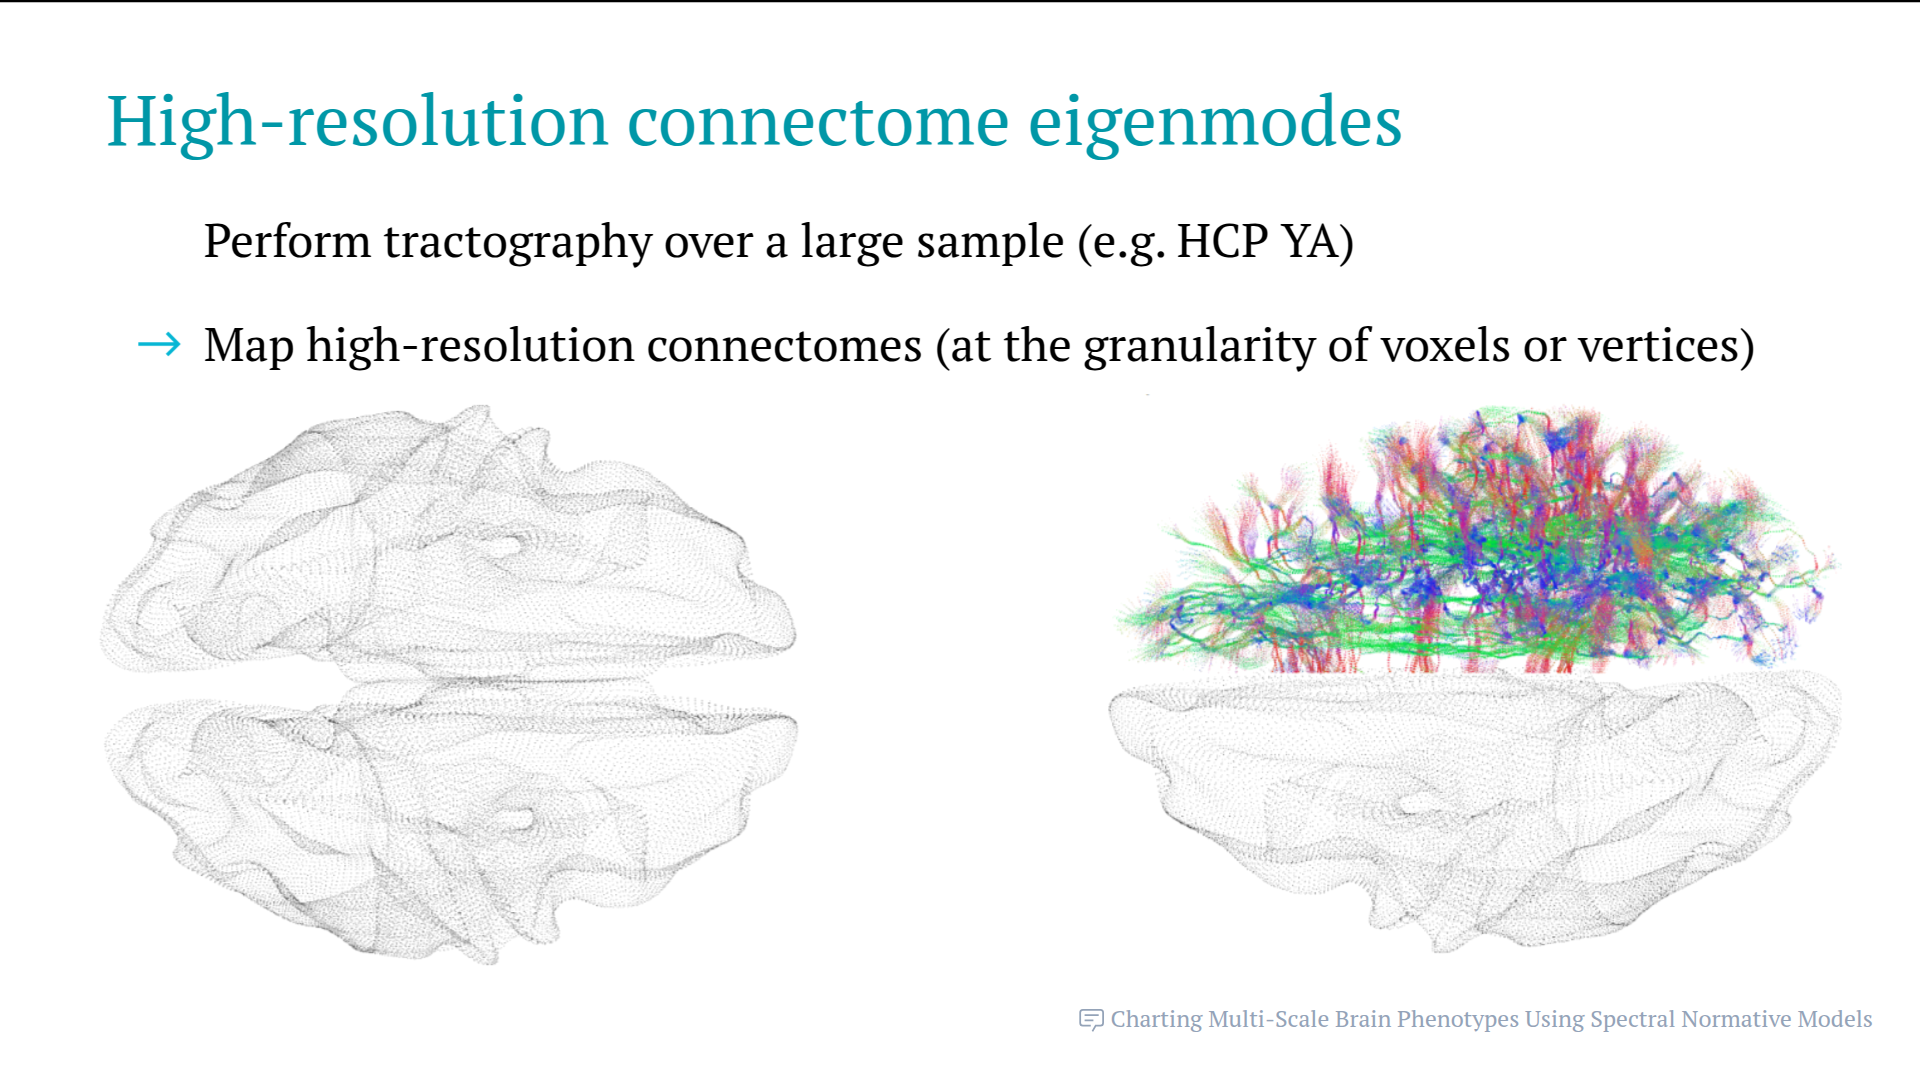 High-resolution connectome eigenmodes
Perform tractography over a large sample (e.g. HCP YA)
→ Map high-resolution connectomes (at the granularity of voxels or vertices)
Charting Multi-Scale Brain Phenotypes Using Spectral Normative Models